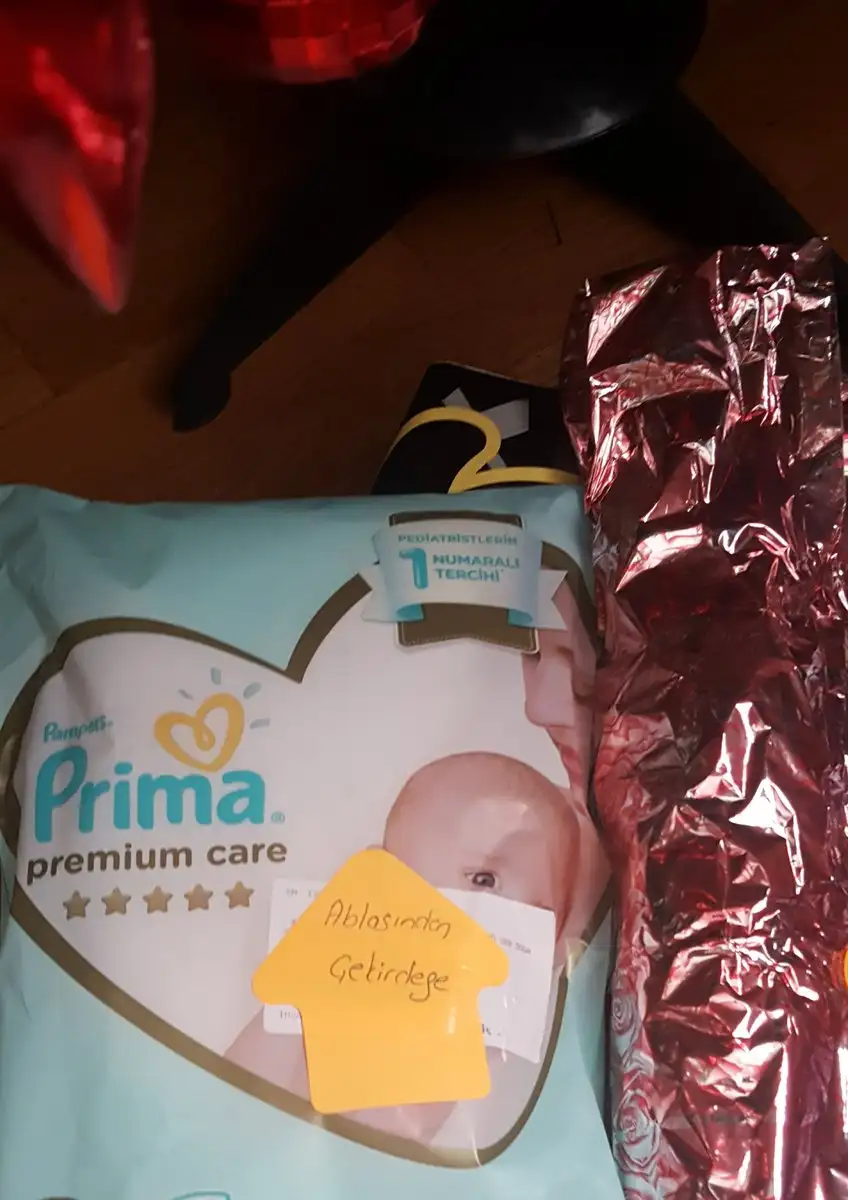 PEDİATRİSTLERİN
1 NUMARALI
TERCİHİ
Pampers
Prima
premium care
Ablasından
Getirdege